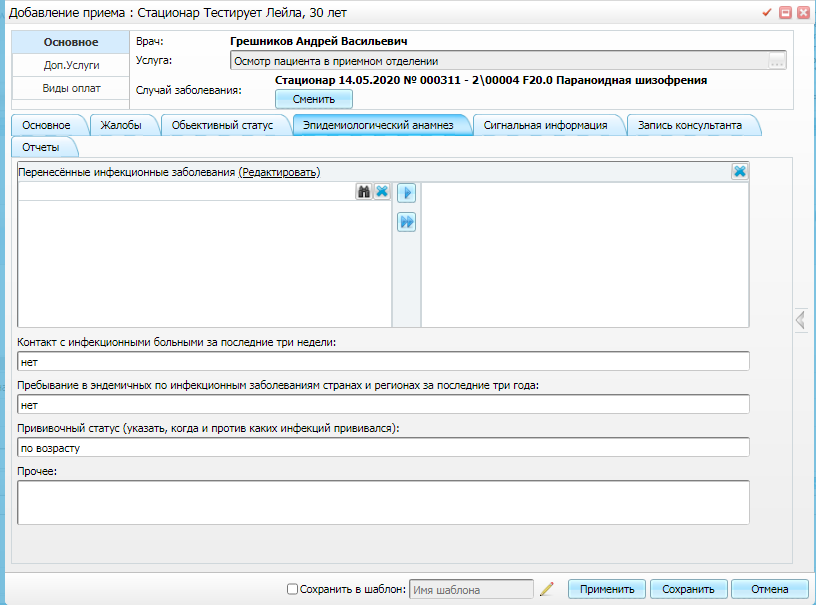 Добавление приема : Стационар Тестирует Лейла, 30 лет
Основное
Доп.Услуги
Виды оплат
Врач: Грешников Андрей Васильевич
Услуга: Осмотр пациента в приемном отделении ...
Случай заболевания: Стационар 14.05.2020 № 000311 - 2\00004 F20.0 Параноидная шизофрения
Сменить
Основное Жалобы Обьективный статус Эпидемиологический анамнез Сигнальная информация Запись консультанта
Отчеты
Перенесённые инфекционные заболевания (Редактировать)
Контакт с инфекционными больными за последние три недели:
нет
Пребывание в эндемичных по инфекционным заболеваниям странах и регионах за последние три года:
нет
Прививочный статус (указать, когда и против каких инфекций прививался):
по возрасту
Прочее:
Сохранить в шаблон: Имя шаблона Применить Сохранить Отмена